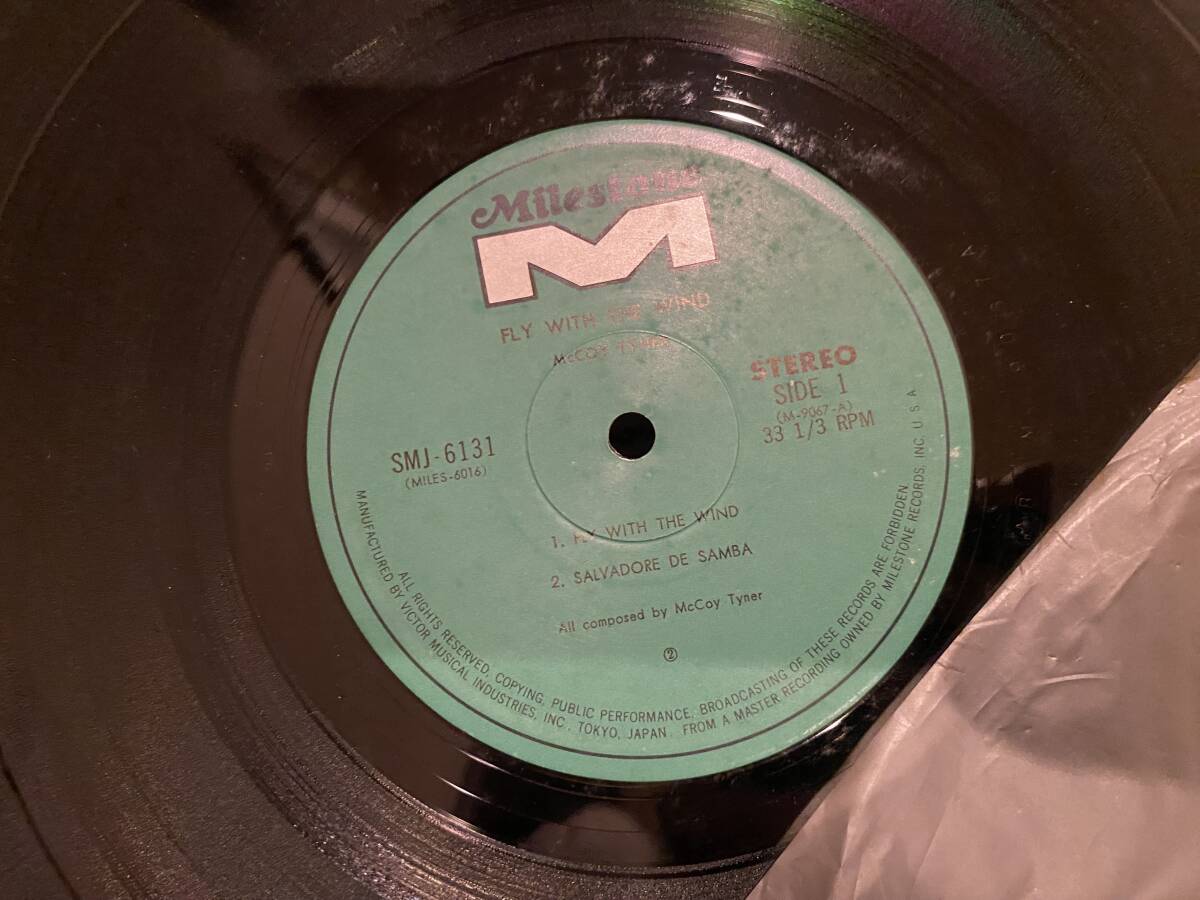 Milestone
M
FLY WITH THE WIND
McCOY TYNER
STEREO
SIDE 1
(M-9067-A)
33 1/3 RPM
SMJ-6131
(MILES-6016)
1. FLY WITH THE WIND
2. SALVADORE DE SAMBA
All composed by McCoy Tyner
②
ALL RIGHTS RESERVED, COPYING, PUBLIC PERFORMANCE, BROADCASTING OF THESE RECORDS ARE FORBIDDEN
MANUFACTURED BY VICTOR MUSICAL INDUSTRIES, INC., TOKYO, JAPAN. FROM A MASTER RECORDING OWNED BY MILESTONE RECORDS, INC. U.S.A